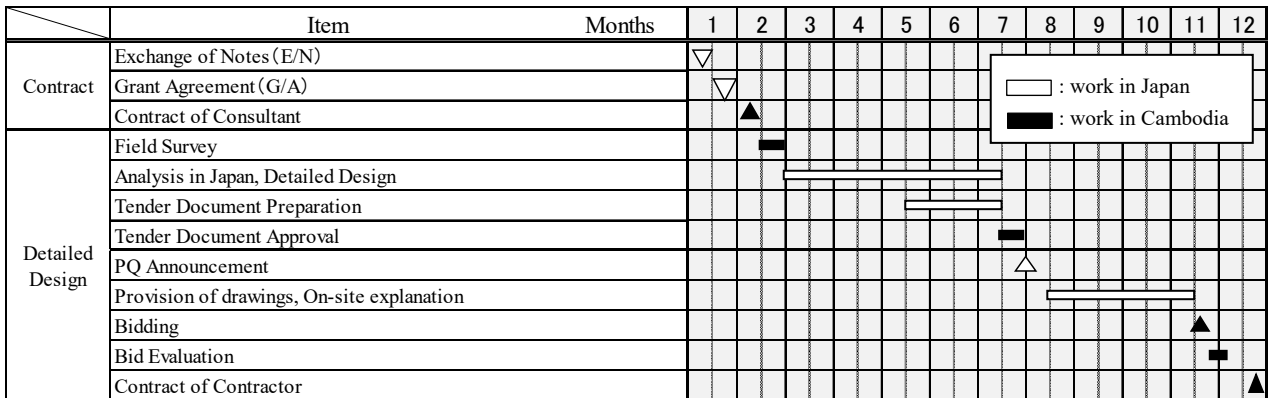 Item Months 1 2 3 4 5 6 7 8 9 10 11 12
Contract
Exchange of Notes(E/N)
Grant Agreement(G/A)
Contract of Consultant
: work in Japan
: work in Cambodia
Detailed
Design
Field Survey
Analysis in Japan, Detailed Design
Tender Document Preparation
Tender Document Approval
PQ Announcement
Provision of drawings, On-site explanation
Bidding
Bid Evaluation
Contract of Contractor